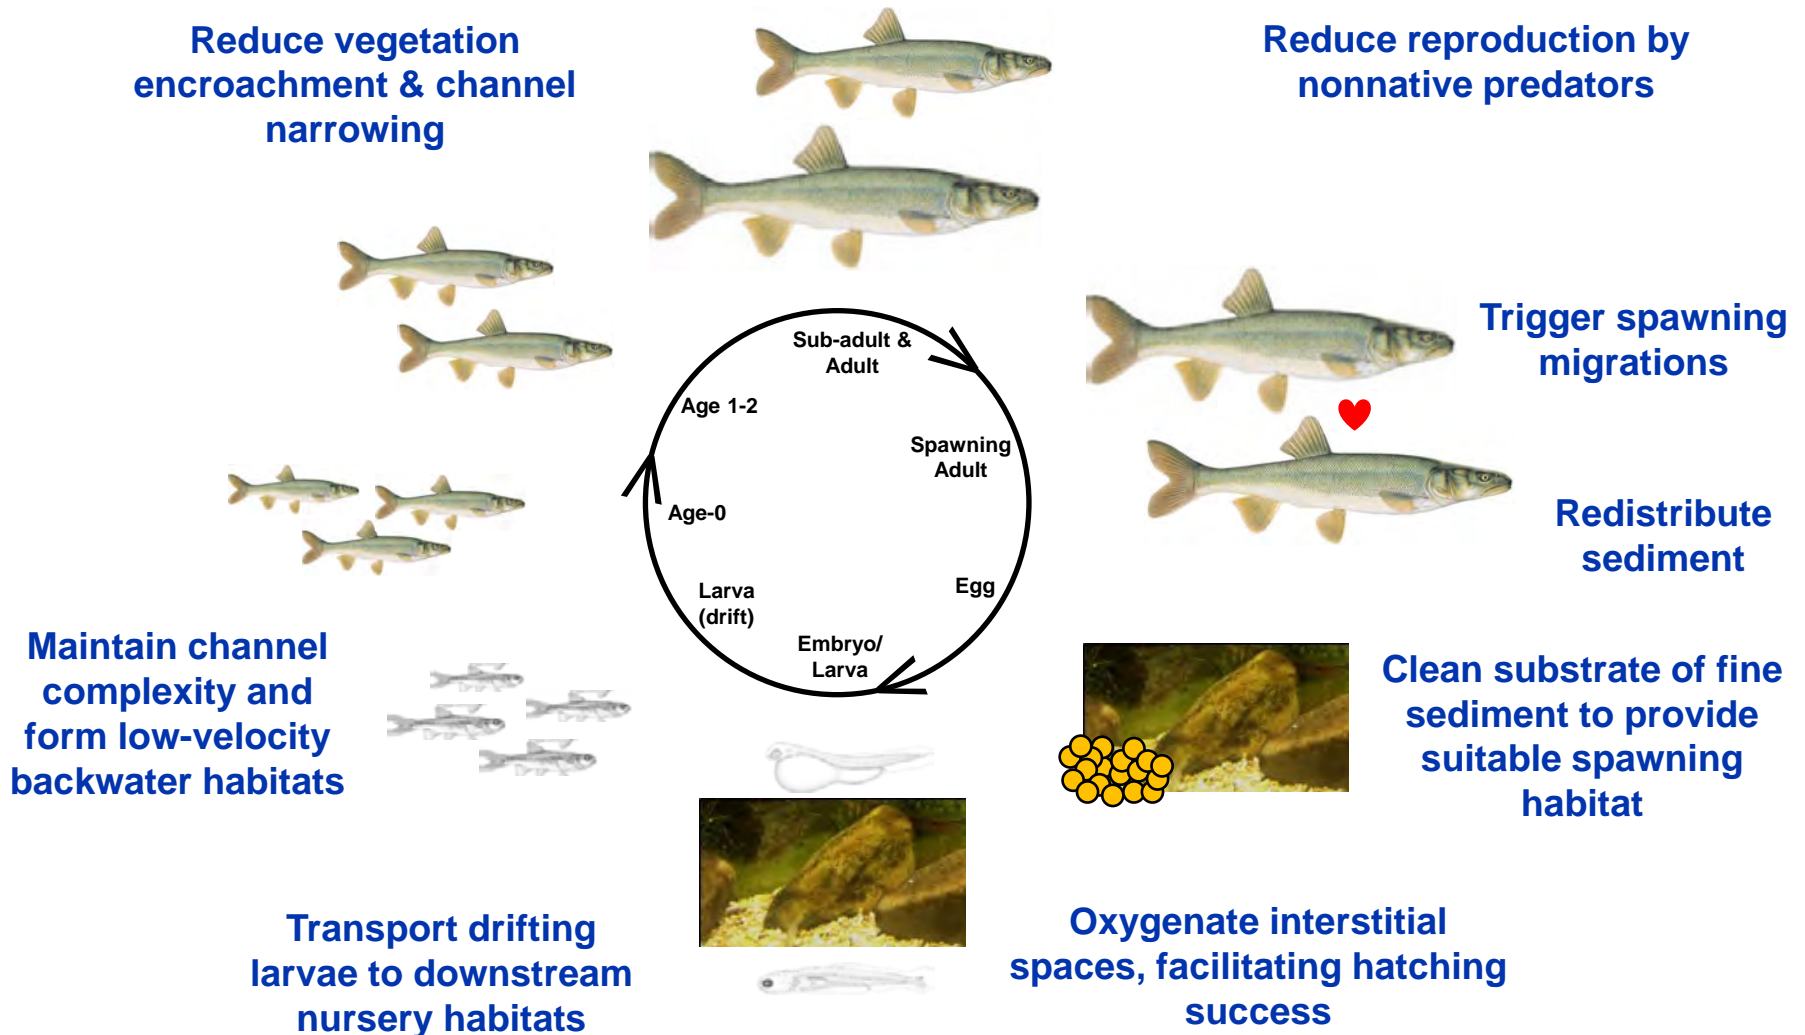 Reduce vegetation
encroachment & channel
narrowing
Reduce reproduction by
nonnative predators
Trigger spawning
migrations
Redistribute
sediment
Clean substrate of fine
sediment to provide
suitable spawning
habitat
Oxygenate interstitial
spaces, facilitating hatching
success
Transport drifting
larvae to downstream
nursery habitats
Maintain channel
complexity and
form low-velocity
backwater habitats
Sub-adult &
Adult
Spawning
Adult
Egg
Embryo/
Larva
Larva
(drift)
Age-0
Age 1-2